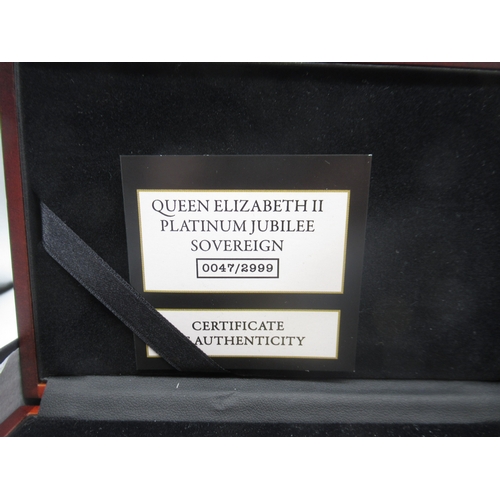 QUEEN ELIZABETH II
PLATINUM JUBILEE
SOVEREIGN
0047/2999
CERTIFICATE
AUTHENTICITY